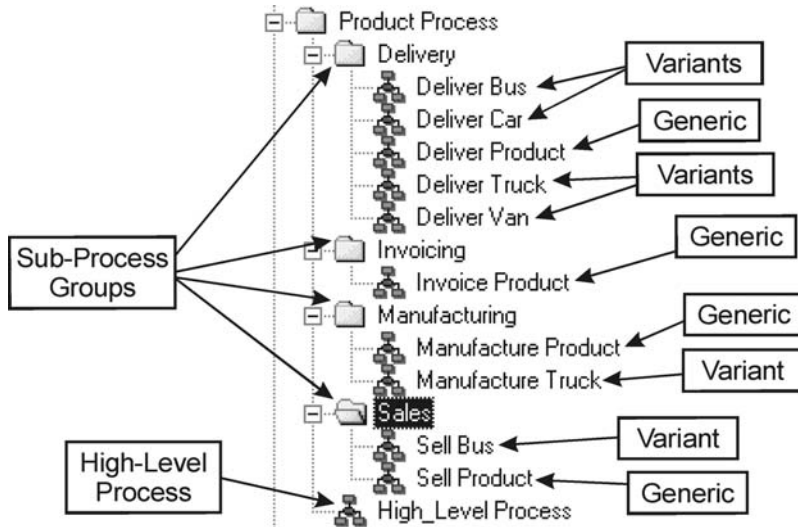 Product Process
Delivery
Deliver Bus
Deliver Car
Deliver Product
Deliver Truck
Deliver Van
Invoicing
Invoice Product
Manufacturing
Manufacture Product
Manufacture Truck
Sales
Sell Bus
Sell Product
High_Level Process
Sub-Process
Groups
High-Level
Process
Variants
Generic
Variants
Generic
Generic
Variant
Variant
Generic